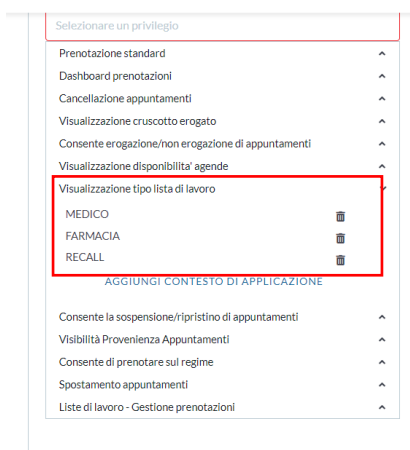 Selezionare un privilegio
Prenotazione standard
Dashboard prenotazioni
Cancellazione appuntamenti
Visualizzazione cruscotto erogato
Consente erogazione/non erogazione di appuntamenti
Visualizzazione disponibilita' agende
Visualizzazione tipo lista di lavoro
MEDICO
FARMACIA
RECALL
AGGIUNGI CONTESTO DI APPLICAZIONE
Consente la sospensione/ripristino di appuntamenti
Visibilità Provenienza Appuntamenti
Consente di prenotare sul regime
Spostamento appuntamenti
Liste di lavoro - Gestione prenotazioni